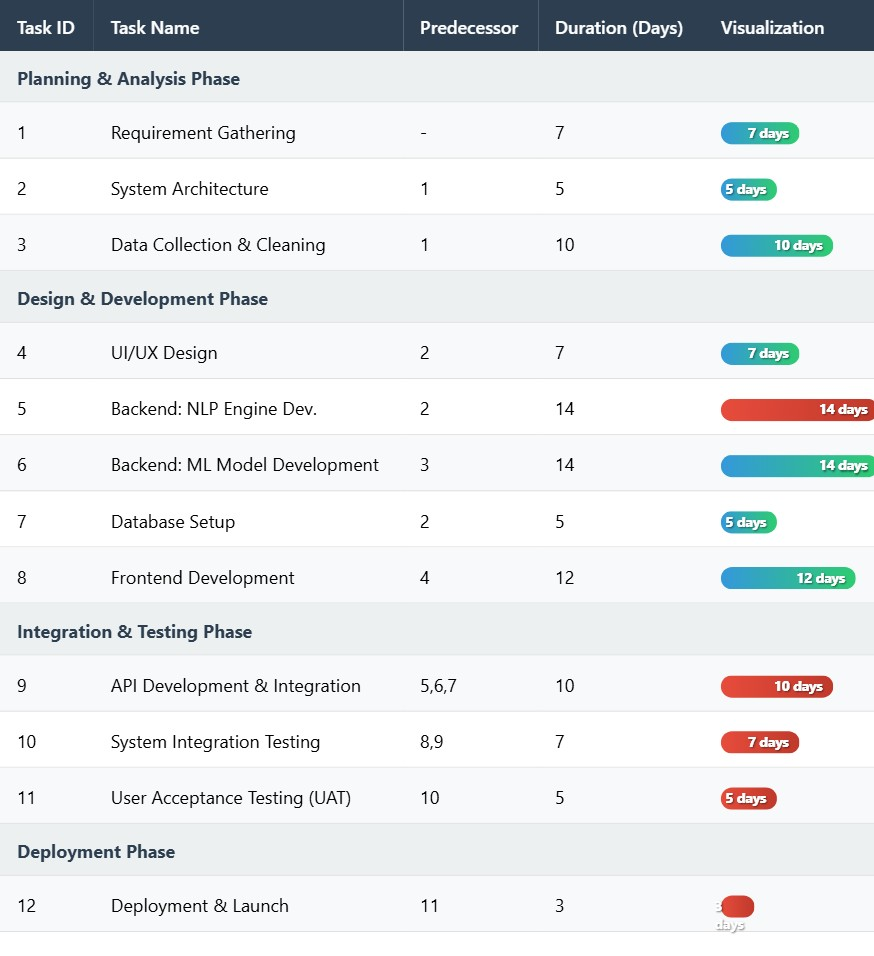 Task ID Task Name Predecessor Duration (Days) Visualization
Planning & Analysis Phase
1 Requirement Gathering - 7 7 days
2 System Architecture 1 5 5 days
3 Data Collection & Cleaning 1 10 10 days
Design & Development Phase
4 UI/UX Design 2 7 7 days
5 Backend: NLP Engine Dev. 2 14 14 days
6 Backend: ML Model Development 3 14 14 days
7 Database Setup 2 5 5 days
8 Frontend Development 4 12 12 days
Integration & Testing Phase
9 API Development & Integration 5,6,7 10 10 days
10 System Integration Testing 8,9 7 7 days
11 User Acceptance Testing (UAT) 10 5 5 days
Deployment Phase
12 Deployment & Launch 11 3 3
days